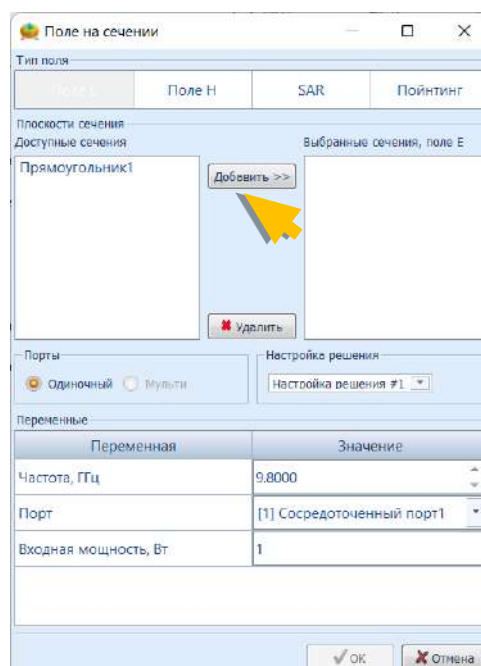 Поле на сечении
Тип поля
Поле E Поле H SAR Пойнтинг
Плоскости сечения
Доступные сечения Выбранные сечения, поле E
Прямоугольник1
Добавить >>
Удалить
Порты Настройка решения
Одиночный Мульти Настройка решения #1
Переменные
Переменная Значение
Частота, ГГц 9.8000
Порт [1] Сосредоточенный порт1
Входная мощность, Вт 1
OK Отмена